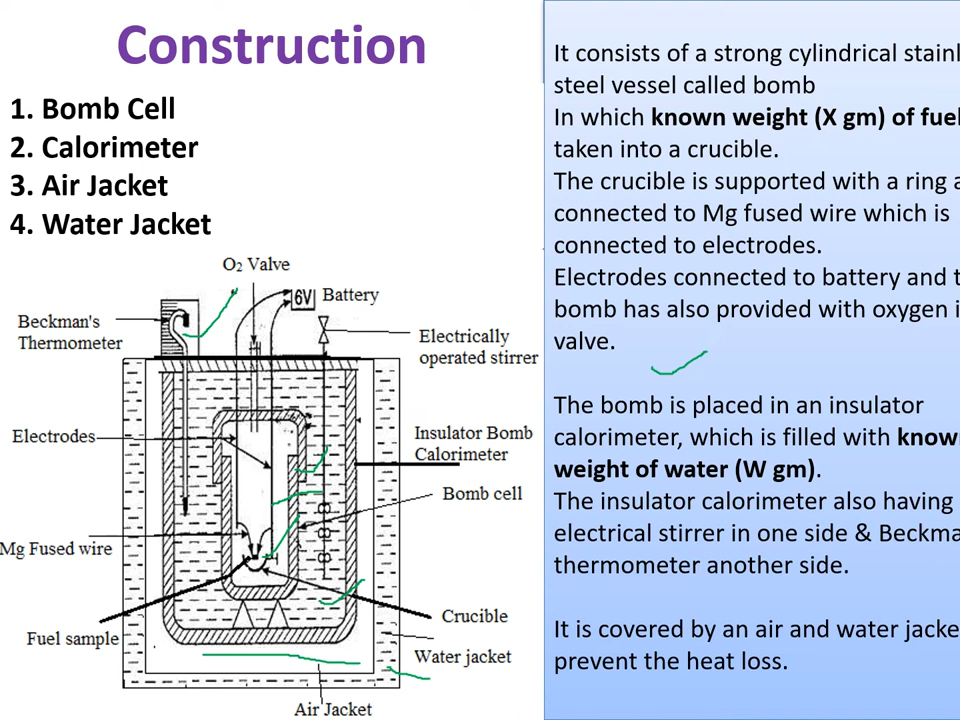 Construction
1. Bomb Cell
2. Calorimeter
3. Air Jacket
4. Water Jacket
O2 Valve
6V
Battery
Beckman's
Thermometer
Electrically
operated stirrer
Electrodes
Insulator Bomb
Calorimeter
Bomb cell
Mg Fused wire
Crucible
Fuel sample
Water jacket
Air Jacket
It consists of a strong cylindrical stainl
steel vessel called bomb
In which known weight (X gm) of fuel
taken into a crucible.
The crucible is supported with a ring a
connected to Mg fused wire which is
connected to electrodes.
Electrodes connected to battery and t
bomb has also provided with oxygen i
valve.
The bomb is placed in an insulator
calorimeter, which is filled with know
weight of water (W gm).
The insulator calorimeter also having
electrical stirrer in one side & Beckma
thermometer another side.
It is covered by an air and water jacke
prevent the heat loss.